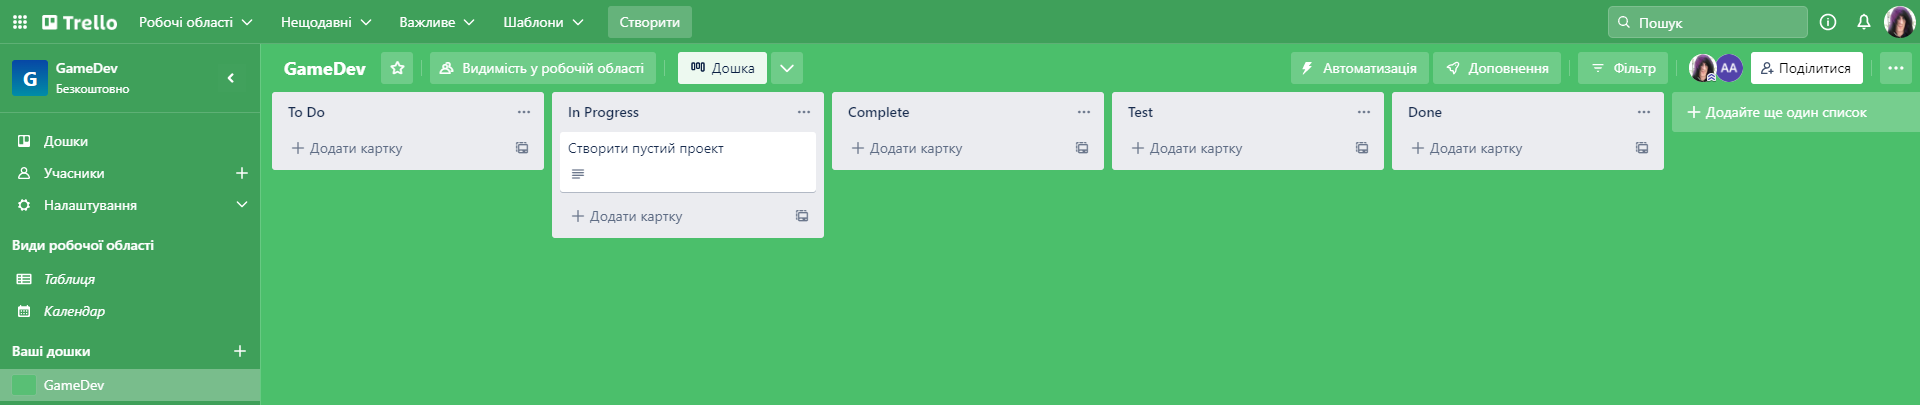 Trello
Робочі області
Нещодавні
Важливе
Шаблони
Створити
Пошук
G
GameDev
Безкоштовно
Дошки
Учасники
Налаштування
Види робочої області
Таблиця
Календар
Ваші дошки
GameDev
GameDev
Видимість у робочій області
Дошка
Автоматизація
Доповнення
Фільтр
AA
Поділитися
To Do
Додати картку
In Progress
Створити пустий проект
Додати картку
Complete
Додати картку
Test
Додати картку
Done
Додати картку
Додайте ще один список